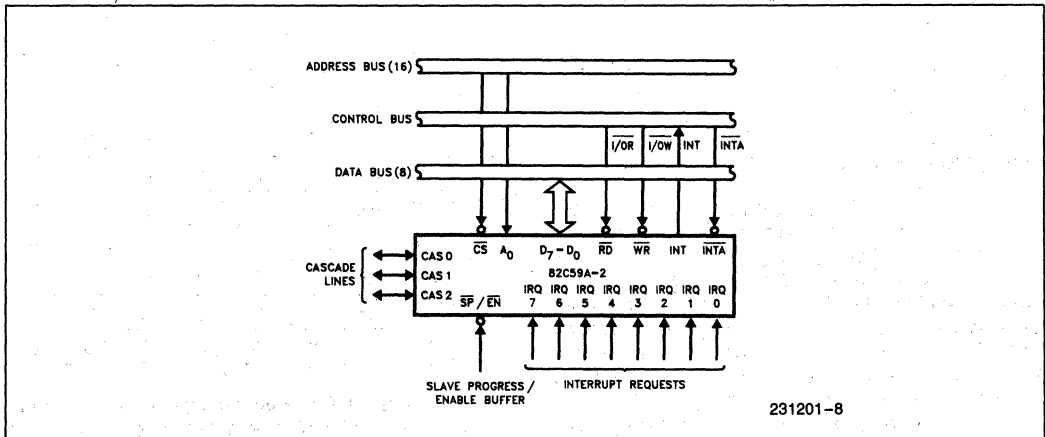 ADDRESS BUS (16)
CONTROL BUS
I/OR I/OW INT INTA
DATA BUS (8)
CS A0 D7 – D0 RD WR INT INTA
CASCADE LINES
CAS 0
CAS 1
CAS 2
82C59A–2
SP / EN
IRQ 7 IRQ 6 IRQ 5 IRQ 4 IRQ 3 IRQ 2 IRQ 1 IRQ 0
SLAVE PROGRESS /
ENABLE BUFFER
INTERRUPT REQUESTS
231201–8